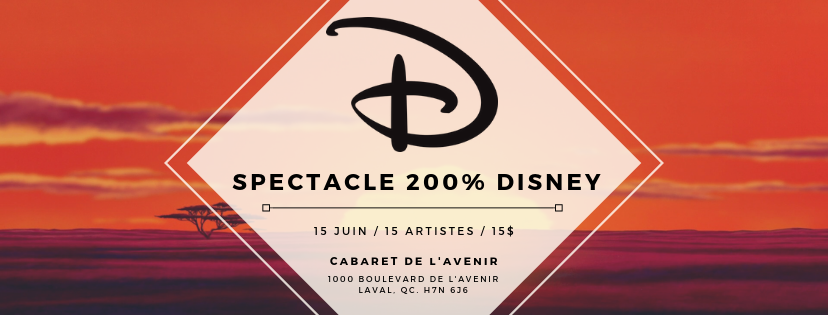 D
SPECTACLE 200% DISNEY
15 JUIN / 15 ARTISTES / 15$
CABARET DE L'AVENIR
1000 BOULEVARD DE L'AVENIR
LAVAL, QC. H7N 6J6